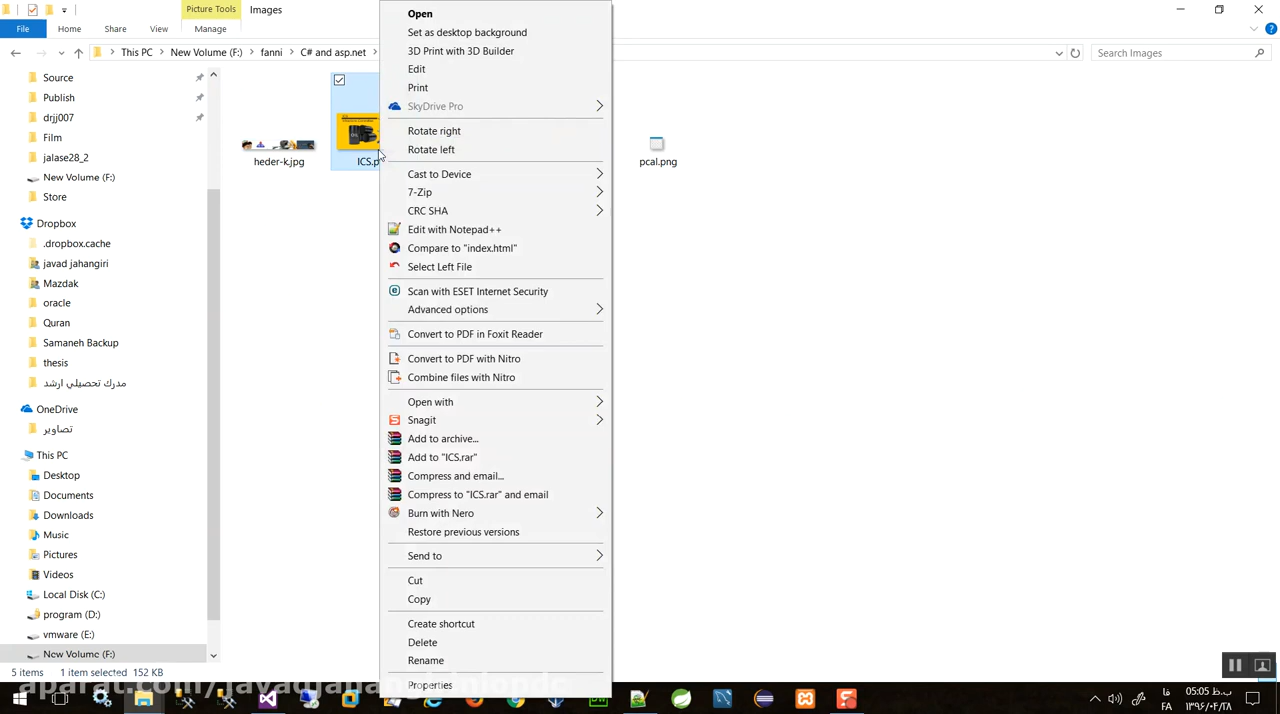 Picture Tools
Images
File
Home
Share
View
Manage
This PC
New Volume (F:)
fanni
C# and asp.net
Search Images
Source
Publish
drjj007
Film
jalase28_2
New Volume (F:)
Store
Dropbox
.dropbox.cache
javad jahangiri
Mazdak
oracle
Quran
Samaneh Backup
thesis
مدرك تحصيلي ارشد
OneDrive
تصاویر
This PC
Desktop
Documents
Downloads
Music
Pictures
Videos
Local Disk (C:)
program (D:)
vmware (E:)
New Volume (F:)
heder-k.jpg
ICS.p
pcal.png
Open
Set as desktop background
3D Print with 3D Builder
Edit
Print
SkyDrive Pro
Rotate right
Rotate left
Cast to Device
7-Zip
CRC SHA
Edit with Notepad++
Compare to "index.html"
Select Left File
Scan with ESET Internet Security
Advanced options
Convert to PDF in Foxit Reader
Convert to PDF with Nitro
Combine files with Nitro
Open with
Snagit
Add to archive...
Add to "ICS.rar"
Compress and email...
Compress to "ICS.rar" and email
Burn with Nero
Restore previous versions
Send to
Cut
Copy
Create shortcut
Delete
Rename
Properties
5 items
1 item selected 152 KB
فا
FA
05:05 ب.ظ
۱۳۹۶/۰۴/۲۸